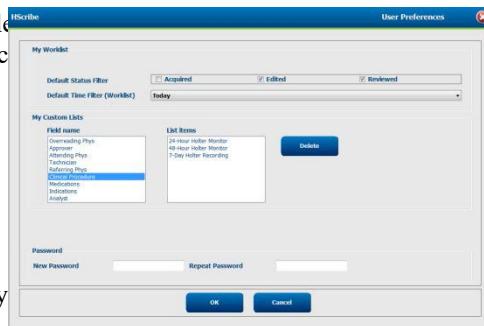 HScribe User Preferences
My Worklist
Default Status Filter Acquired Edited Reviewed
Default Time Filter (Worklist) Today
My Custom Lists
Field name List items
Overreading Phys 24-Hour Holter Monitor
Approver 48-Hour Holter Monitor
Attending Phys 7-Day Holter Recording
Delete
Technician
Referring Phys
Clinical Procedure
Medications
Indications
Analyst
Password
New Password Repeat Password
y
OK Cancel